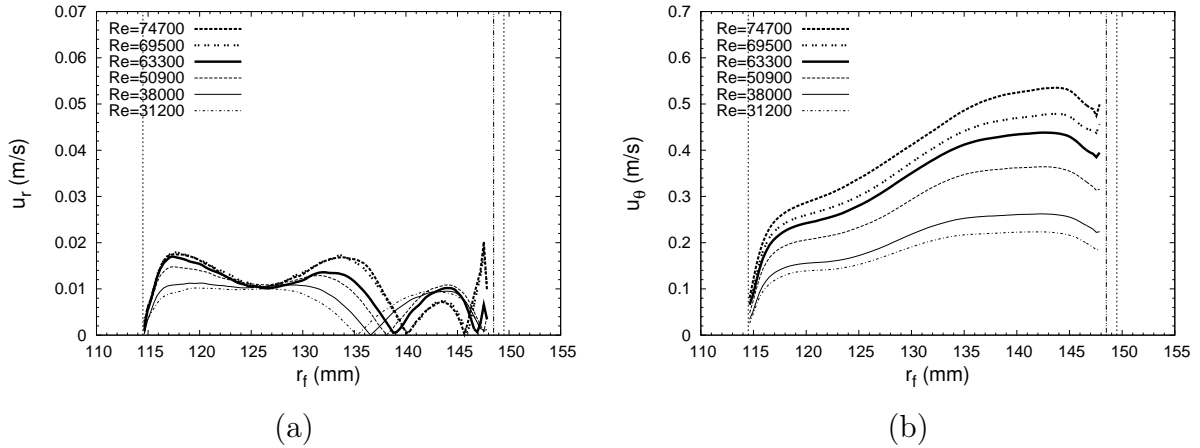 0.07
0.06
0.05
0.04
0.03
0.02
0.01
0
110 115 120 125 130 135 140 145 150 155
u_r (m/s)
r_f (mm)
Re=74700
Re=69500
Re=63300
Re=50900
Re=38000
Re=31200
(a)
0.7
0.6
0.5
0.4
0.3
0.2
0.1
0
110 115 120 125 130 135 140 145 150 155
u_θ (m/s)
r_f (mm)
Re=74700
Re=69500
Re=63300
Re=50900
Re=38000
Re=31200
(b)